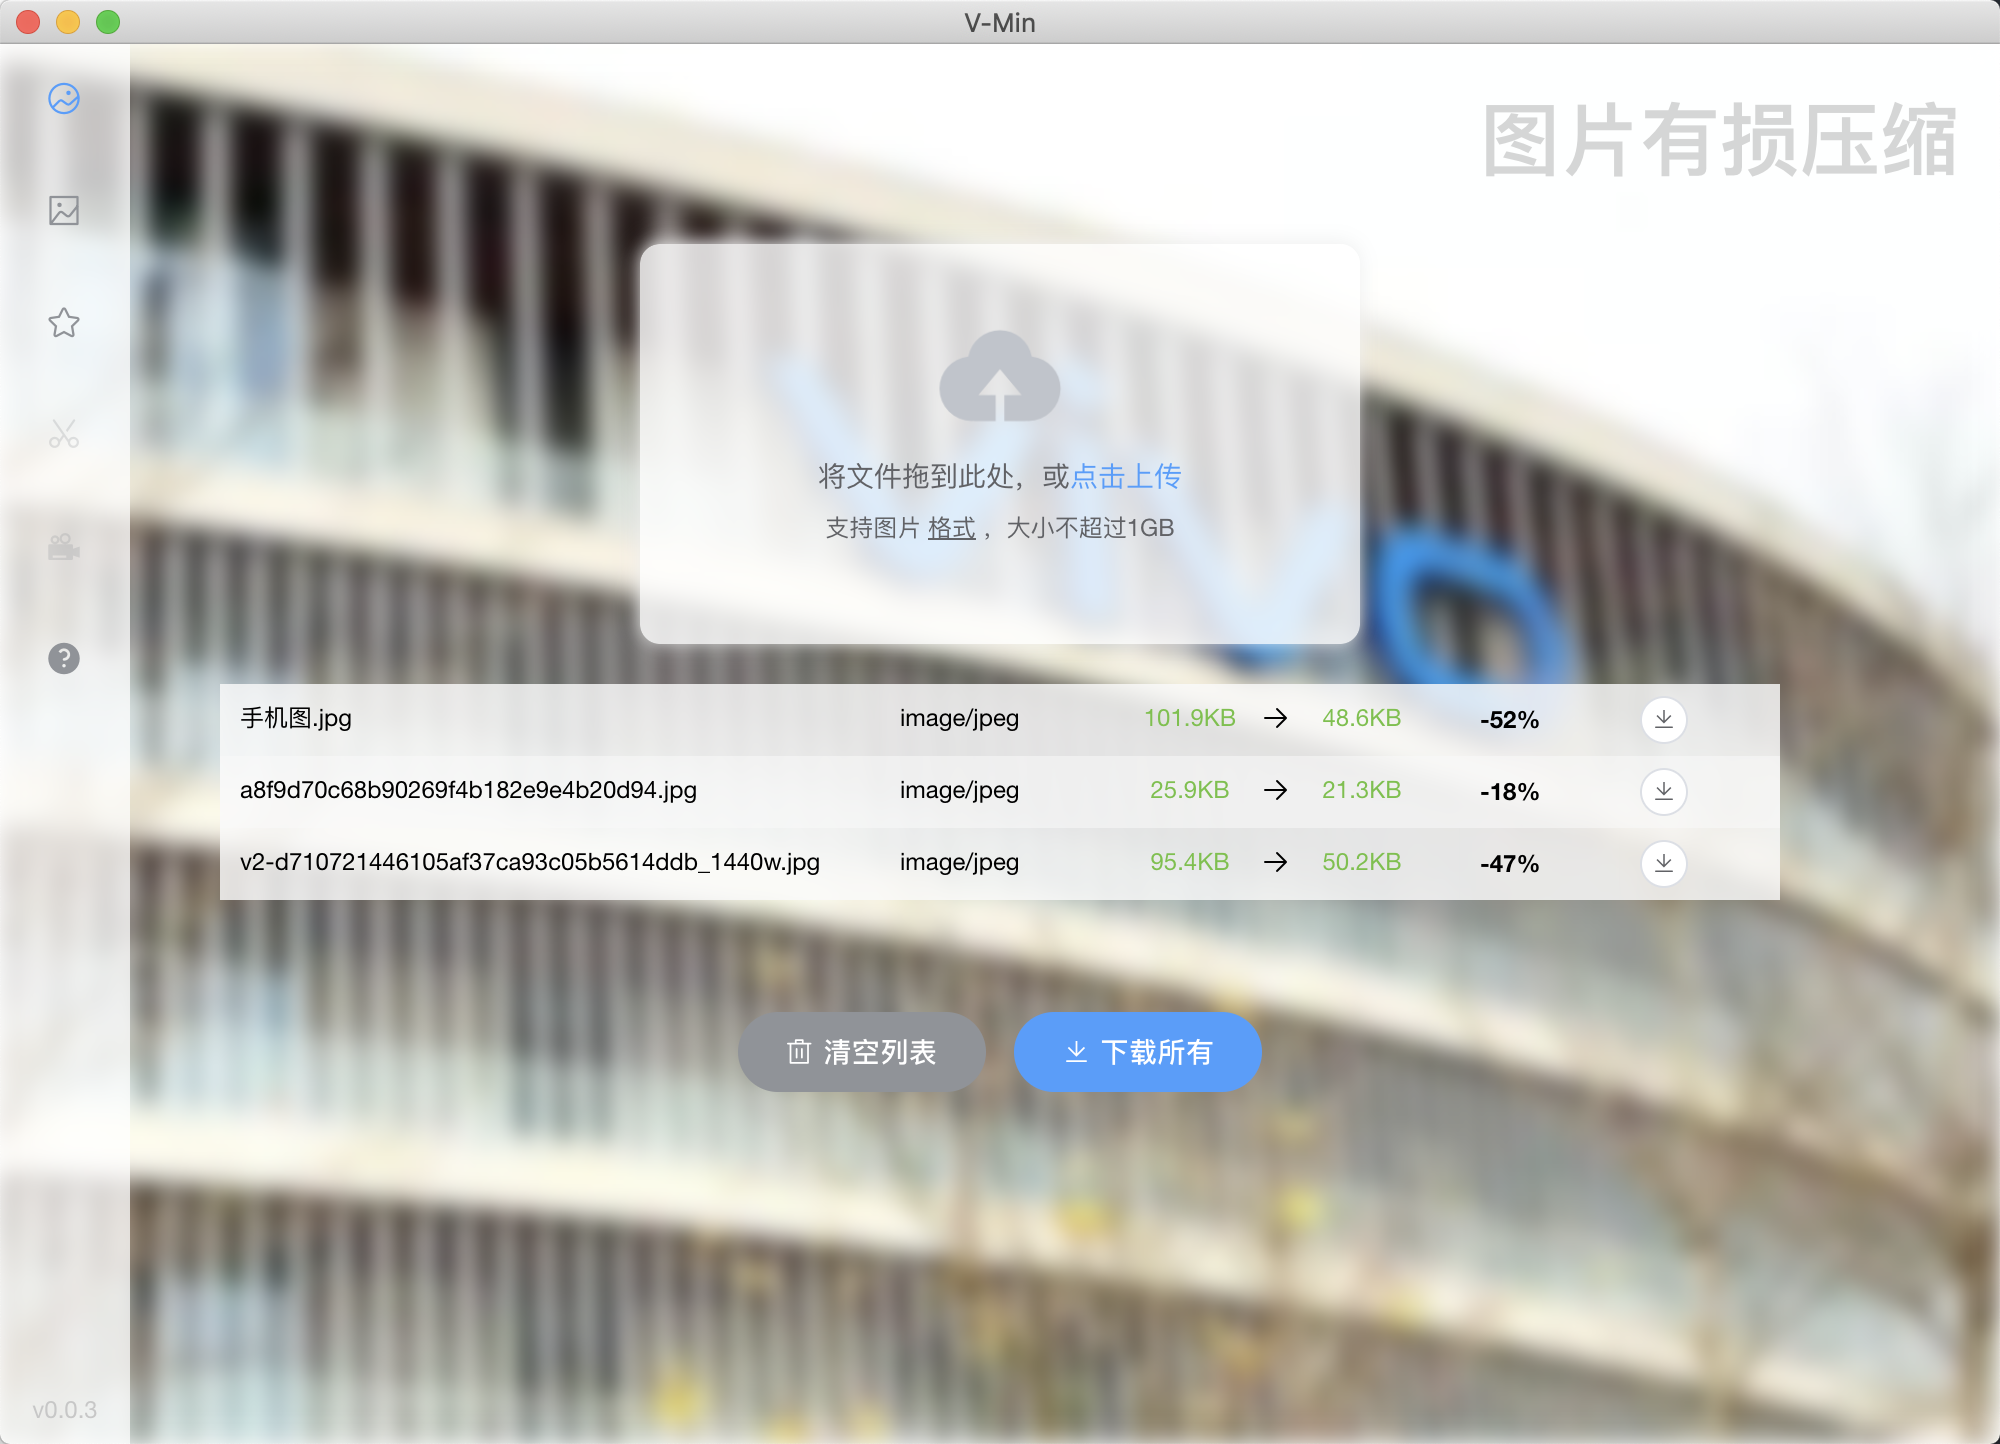 V-Min
图片有损压缩
vivo
将文件拖到此处，或点击上传
支持图片 格式 ，大小不超过1GB
手机图.jpg image/jpeg 101.9KB → 48.6KB -52%
a8f9d70c68b90269f4b182e9e4b20d94.jpg image/jpeg 25.9KB → 21.3KB -18%
v2-d710721446105af37ca93c05b5614ddb_1440w.jpg image/jpeg 95.4KB → 50.2KB -47%
清空列表 下载所有
v0.0.3